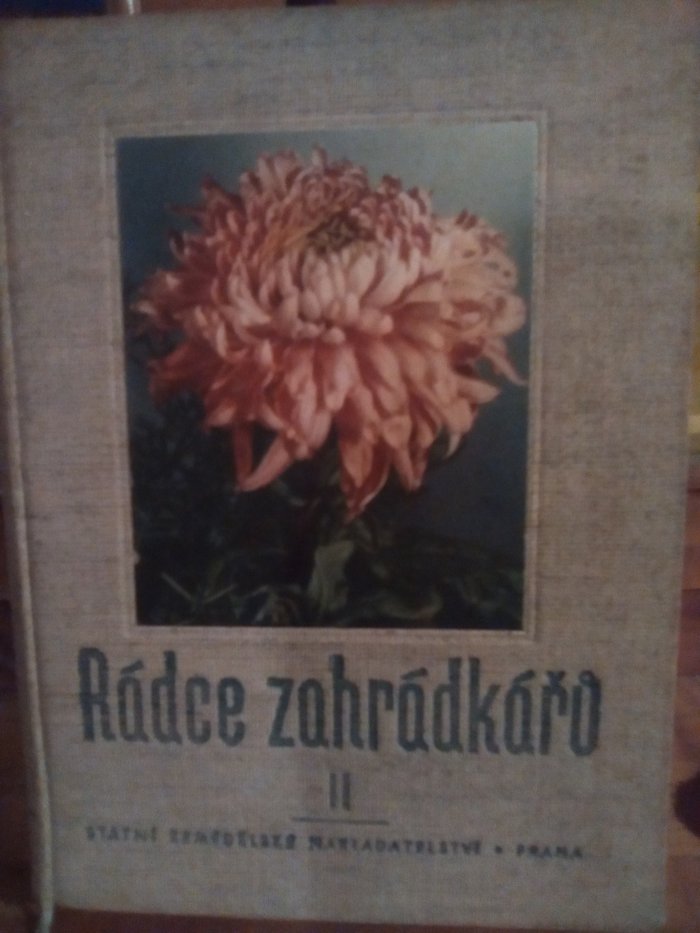 Rádce zahrádkářů
II
STÁTNÍ ZEMĚDĚLSKÉ NAKLADATELSTVÍ • PRAHA